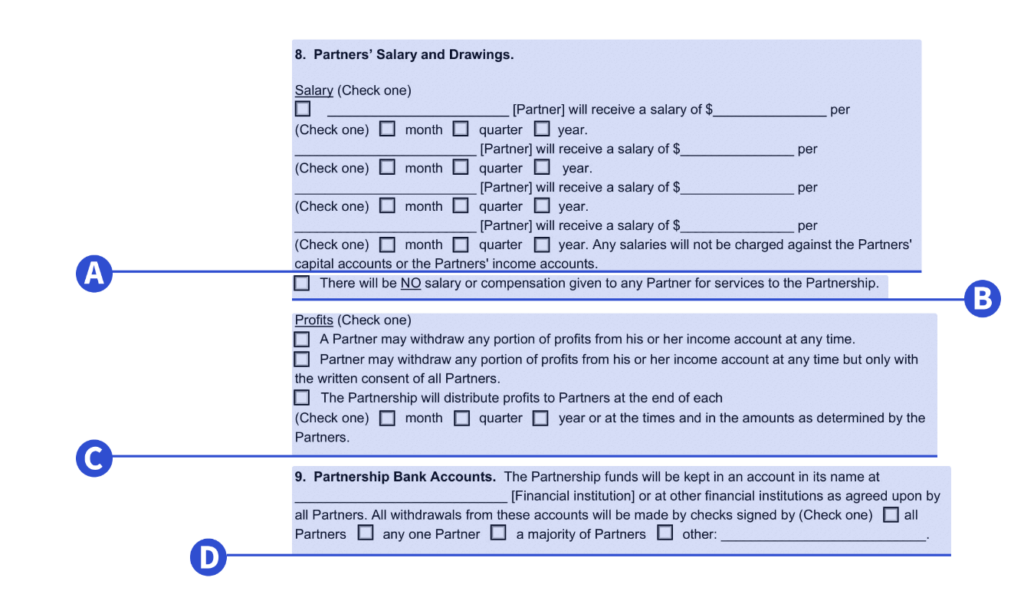 8. Partners' Salary and Drawings.
Salary (Check one)
☐ ____________________ [Partner] will receive a salary of $_______________ per
(Check one) ☐ month ☐ quarter ☐ year.
____________________ [Partner] will receive a salary of $_______________ per
(Check one) ☐ month ☐ quarter ☐ year.
____________________ [Partner] will receive a salary of $_______________ per
(Check one) ☐ month ☐ quarter ☐ year.
____________________ [Partner] will receive a salary of $_______________ per
(Check one) ☐ month ☐ quarter ☐ year. Any salaries will not be charged against the Partners'
capital accounts or the Partners' income accounts.
A
☐ There will be NO salary or compensation given to any Partner for services to the Partnership.
B
Profits (Check one)
☐ A Partner may withdraw any portion of profits from his or her income account at any time.
☐ Partner may withdraw any portion of profits from his or her income account at any time but only with
the written consent of all Partners.
☐ The Partnership will distribute profits to Partners at the end of each
(Check one) ☐ month ☐ quarter ☐ year or at the times and in the amounts as determined by the
Partners.
C
9. Partnership Bank Accounts. The Partnership funds will be kept in an account in its name at
____________________ [Financial institution] or at other financial institutions as agreed upon by
all Partners. All withdrawals from these accounts will be made by checks signed by (Check one) ☐ all
Partners ☐ any one Partner ☐ a majority of Partners ☐ other: ____________________.
D